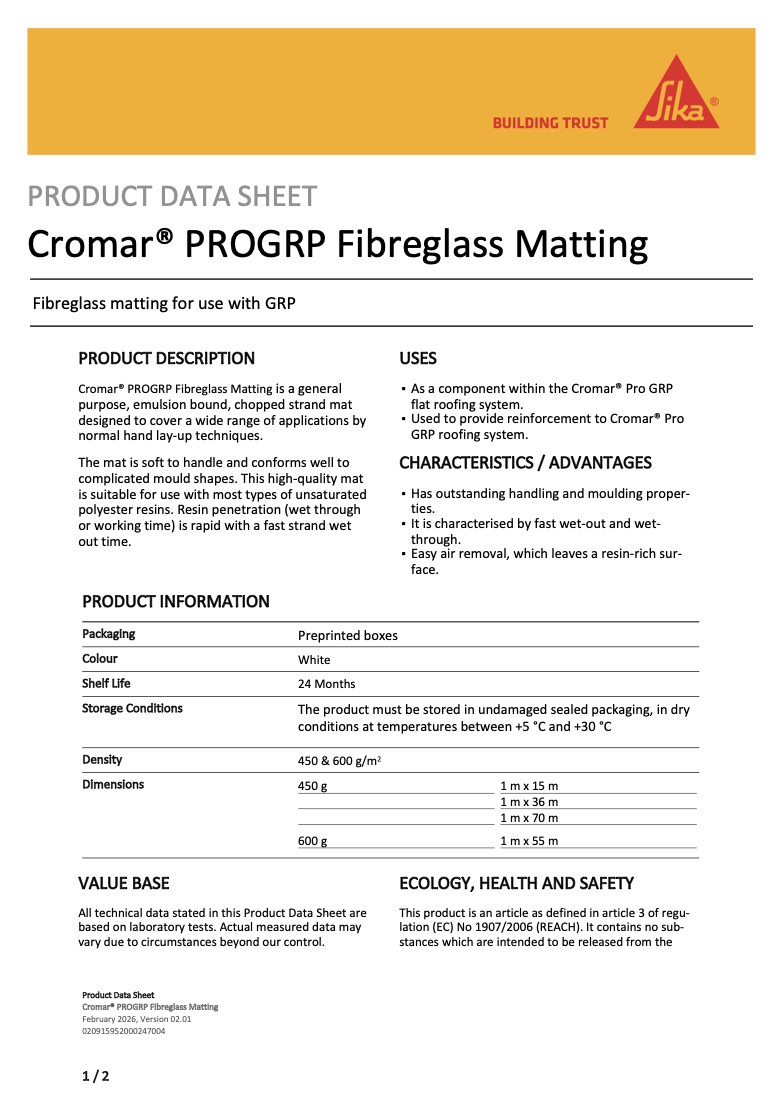 BUILDING TRUST
Sika®
PRODUCT DATA SHEET
Cromar® PROGRP Fibreglass Matting
Fibreglass matting for use with GRP
PRODUCT DESCRIPTION
Cromar® PROGRP Fibreglass Matting is a general
purpose, emulsion bound, chopped strand mat
designed to cover a wide range of applications by
normal hand lay-up techniques.
The mat is soft to handle and conforms well to
complicated mould shapes. This high-quality mat
is suitable for use with most types of unsaturated
polyester resins. Resin penetration (wet through
or working time) is rapid with a fast strand wet
out time.
USES
▪ As a component within the Cromar® Pro GRP
flat roofing system.
▪ Used to provide reinforcement to Cromar® Pro
GRP roofing system.
CHARACTERISTICS / ADVANTAGES
▪ Has outstanding handling and moulding proper-
ties.
▪ It is characterised by fast wet-out and wet-
through.
▪ Easy air removal, which leaves a resin-rich sur-
face.
PRODUCT INFORMATION
Packaging Preprinted boxes
Colour White
Shelf Life 24 Months
Storage Conditions The product must be stored in undamaged sealed packaging, in dry
conditions at temperatures between +5 °C and +30 °C
Density 450 & 600 g/m²
Dimensions 450 g 1 m x 15 m
1 m x 36 m
1 m x 70 m
600 g 1 m x 55 m
VALUE BASE
All technical data stated in this Product Data Sheet are
based on laboratory tests. Actual measured data may
vary due to circumstances beyond our control.
ECOLOGY, HEALTH AND SAFETY
This product is an article as defined in article 3 of regu-
lation (EC) No 1907/2006 (REACH). It contains no sub-
stances which are intended to be released from the
Product Data Sheet
Cromar® PROGRP Fibreglass Matting
February 2026, Version 02.01
020915952000247004
1 / 2